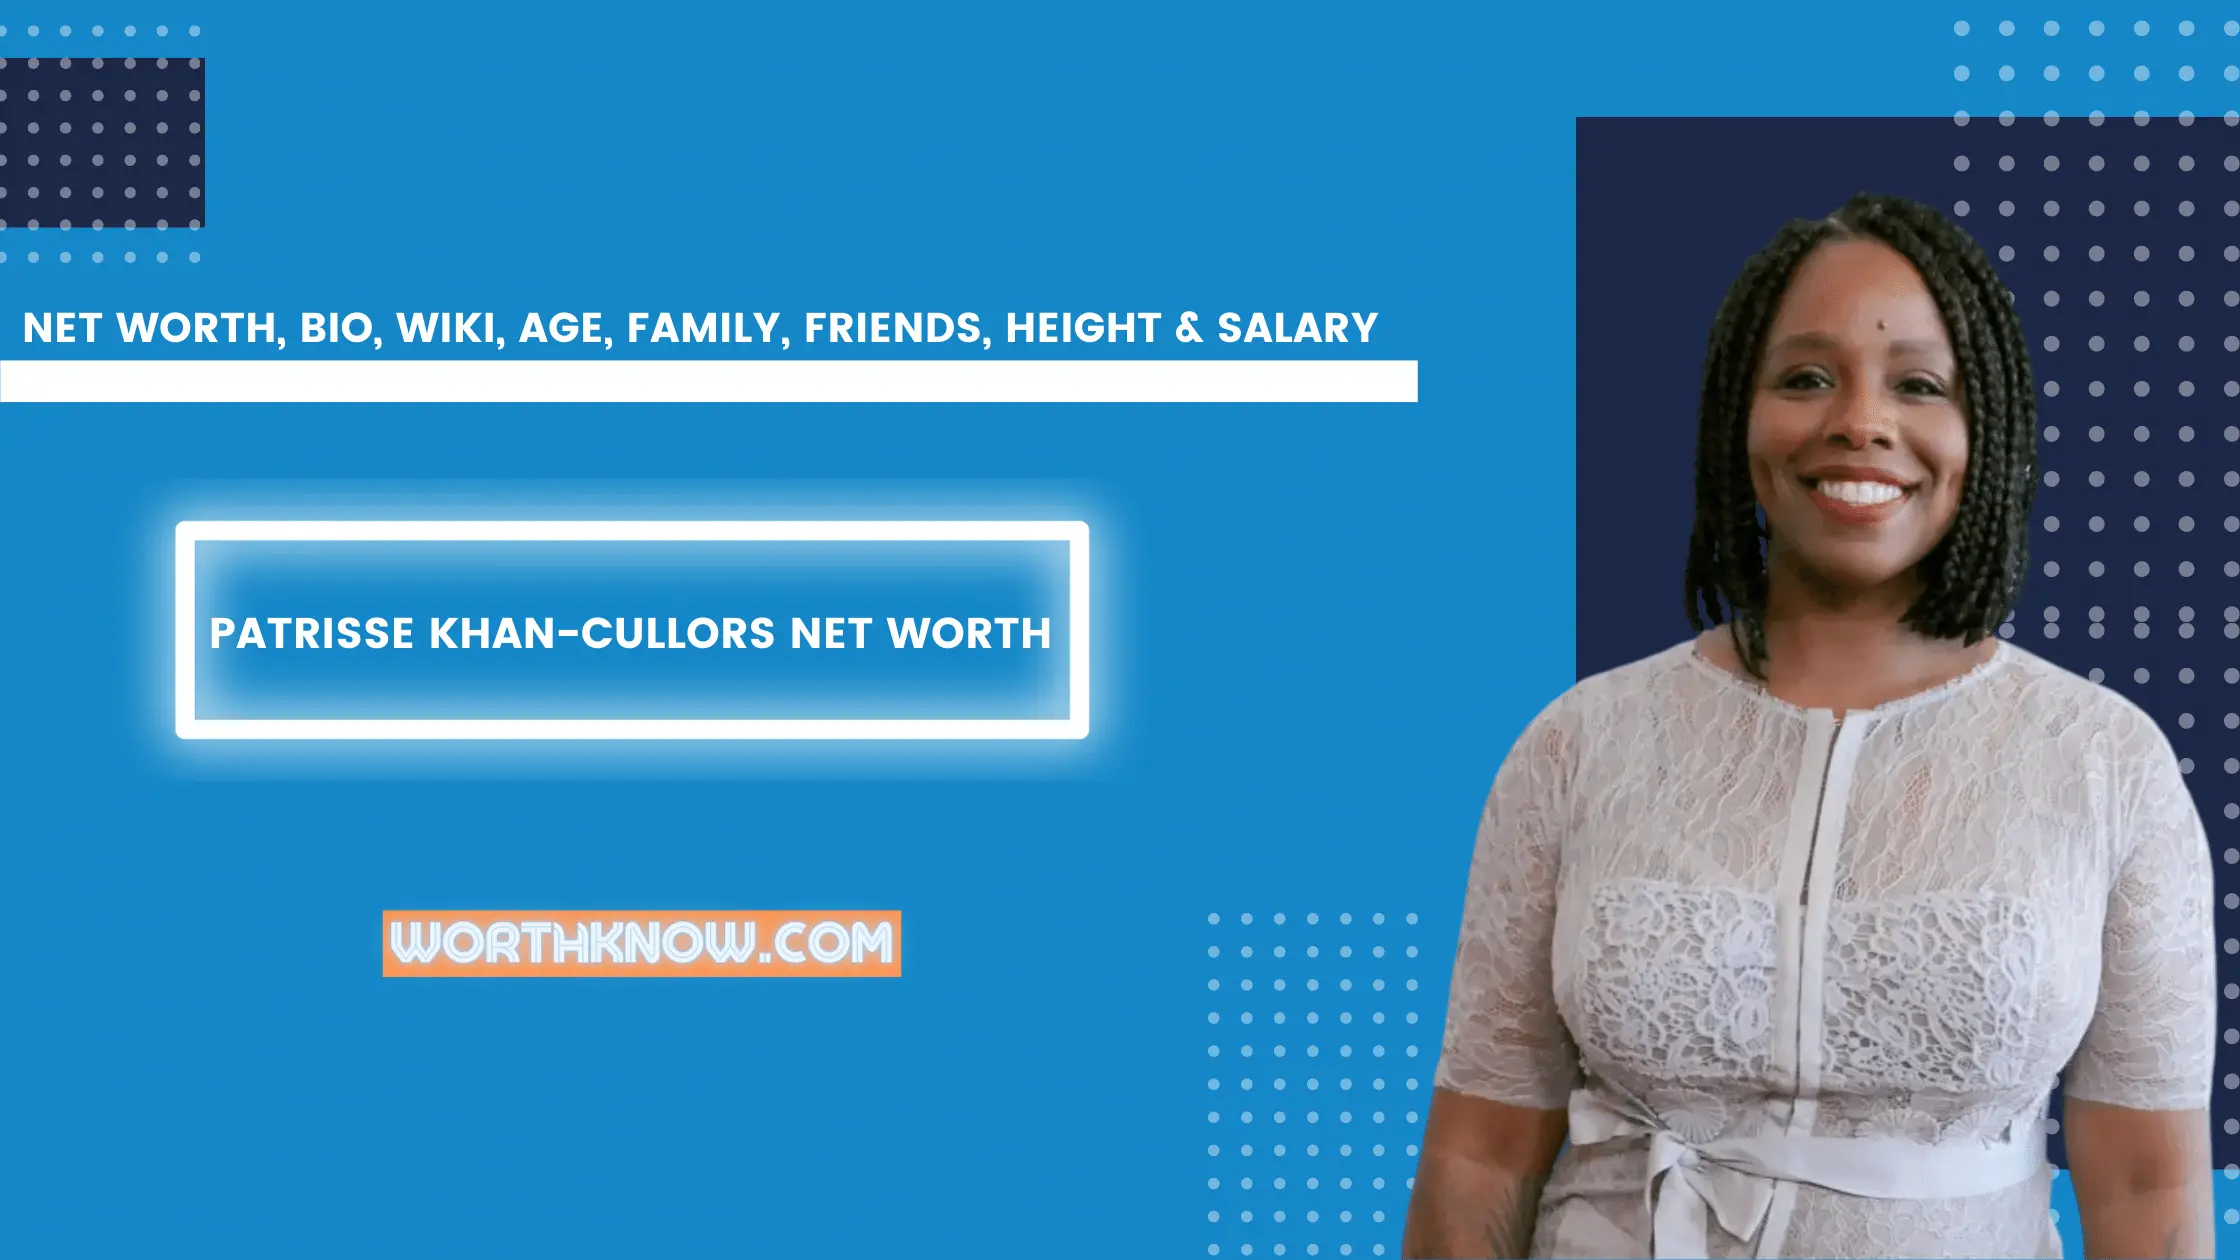 NET WORTH, BIO, WIKI, AGE, FAMILY, FRIENDS, HEIGHT & SALARY
PATRISSE KHAN-CULLORS NET WORTH
WORTHKNOW.COM